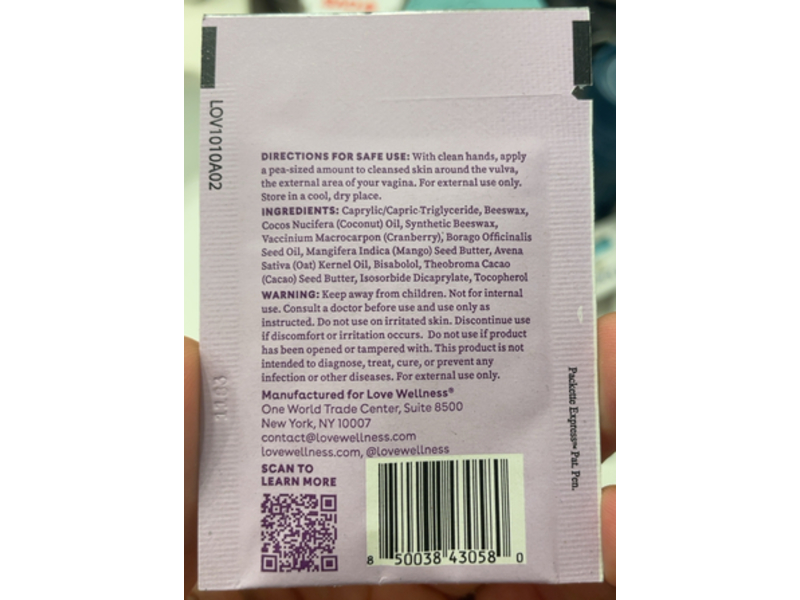 LOV1010A02
DIRECTIONS FOR SAFE USE: With clean hands, apply
a pea-sized amount to cleansed skin around the vulva,
the external area of your vagina. For external use only.
Store in a cool, dry place.
INGREDIENTS: Caprylic/Capric Triglyceride, Beeswax,
Cocos Nucifera (Coconut) Oil, Synthetic Beeswax,
Vaccinium Macrocarpon (Cranberry), Borago Officinalis
Seed Oil, Mangifera Indica (Mango) Seed Butter, Avena
Sativa (Oat) Kernel Oil, Bisabolol, Theobroma Cacao
(Cacao) Seed Butter, Isosorbide Dicaprylate, Tocopherol
WARNING: Keep away from children. Not for internal
use. Consult a doctor before use and use only as
instructed. Do not use on irritated skin. Discontinue use
if discomfort or irritation occurs. Do not use if product
has been opened or tampered with. This product is not
intended to diagnose, treat, cure, or prevent any
infection or other diseases. For external use only.
Manufactured for Love Wellness®
One World Trade Center, Suite 8500
New York, NY 10007
contact@lovewellness.com
lovewellness.com, @lovewellness
SCAN TO
LEARN MORE
8 50038 43058 0
Packette Express™ Pat. Pen.